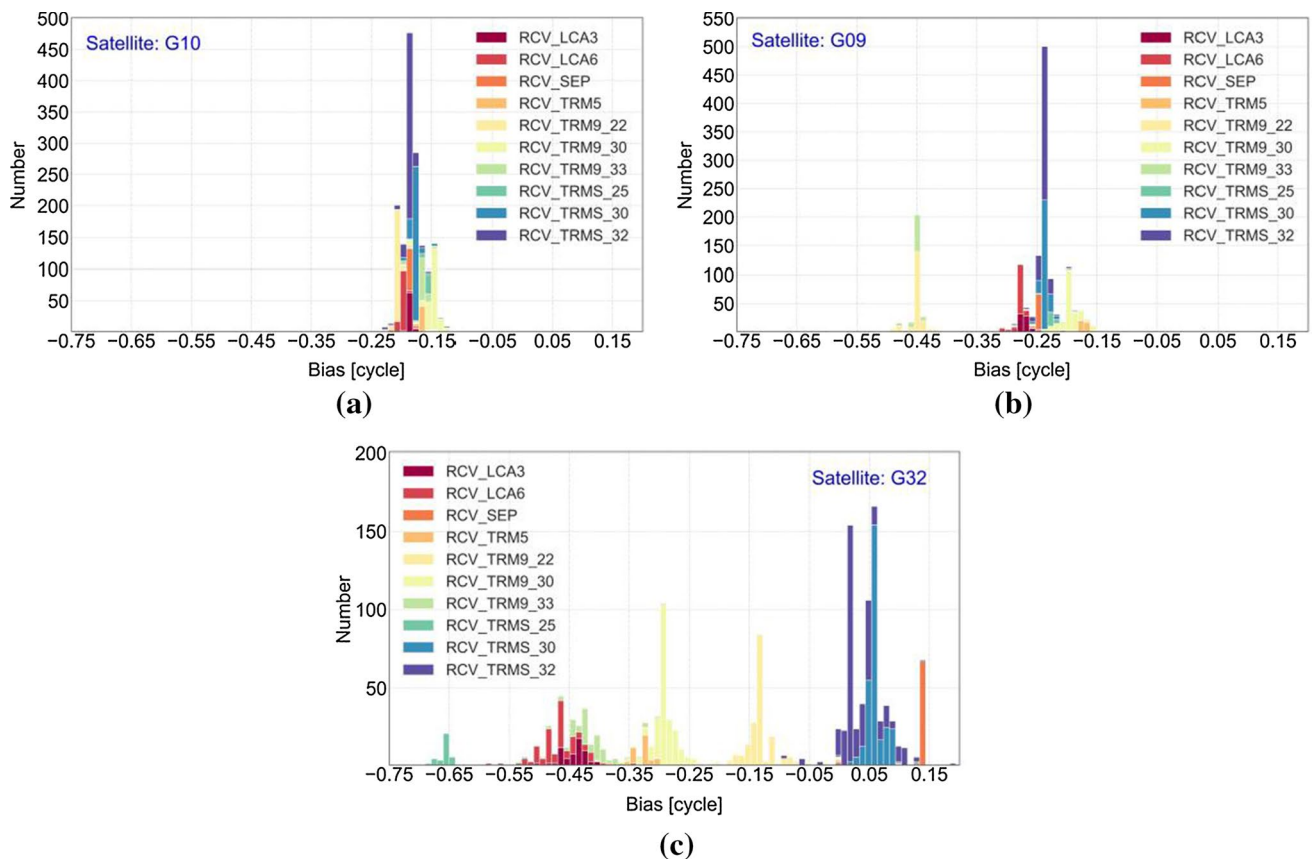 500
450
400
350
300
250
200
150
100
50
Number
Satellite: G10
RCV_LCA3
RCV_LCA6
RCV_SEP
RCV_TRM5
RCV_TRM9_22
RCV_TRM9_30
RCV_TRM9_33
RCV_TRMS_25
RCV_TRMS_30
RCV_TRMS_32
−0.75 −0.65 −0.55 −0.45 −0.35 −0.25 −0.15 −0.05 0.05 0.15
Bias [cycle]
(a)
550
500
450
400
350
300
250
200
150
100
50
Number
Satellite: G09
RCV_LCA3
RCV_LCA6
RCV_SEP
RCV_TRM5
RCV_TRM9_22
RCV_TRM9_30
RCV_TRM9_33
RCV_TRMS_25
RCV_TRMS_30
RCV_TRMS_32
−0.75 −0.65 −0.55 −0.45 −0.35 −0.25 −0.15 −0.05 0.05 0.15
Bias [cycle]
(b)
200
150
100
50
Number
RCV_LCA3
RCV_LCA6
RCV_SEP
RCV_TRM5
RCV_TRM9_22
RCV_TRM9_30
RCV_TRM9_33
RCV_TRMS_25
RCV_TRMS_30
RCV_TRMS_32
Satellite: G32
−0.75 −0.65 −0.55 −0.45 −0.35 −0.25 −0.15 −0.05 0.05 0.15
Bias [cycle]
(c)